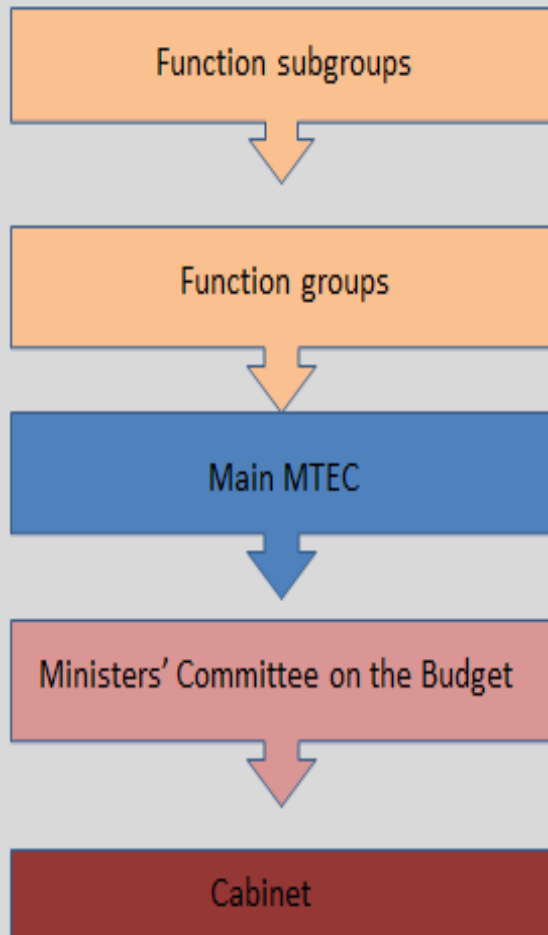 Function subgroups
Function groups
Main MTEC
Ministers’ Committee on the Budget
Cabinet